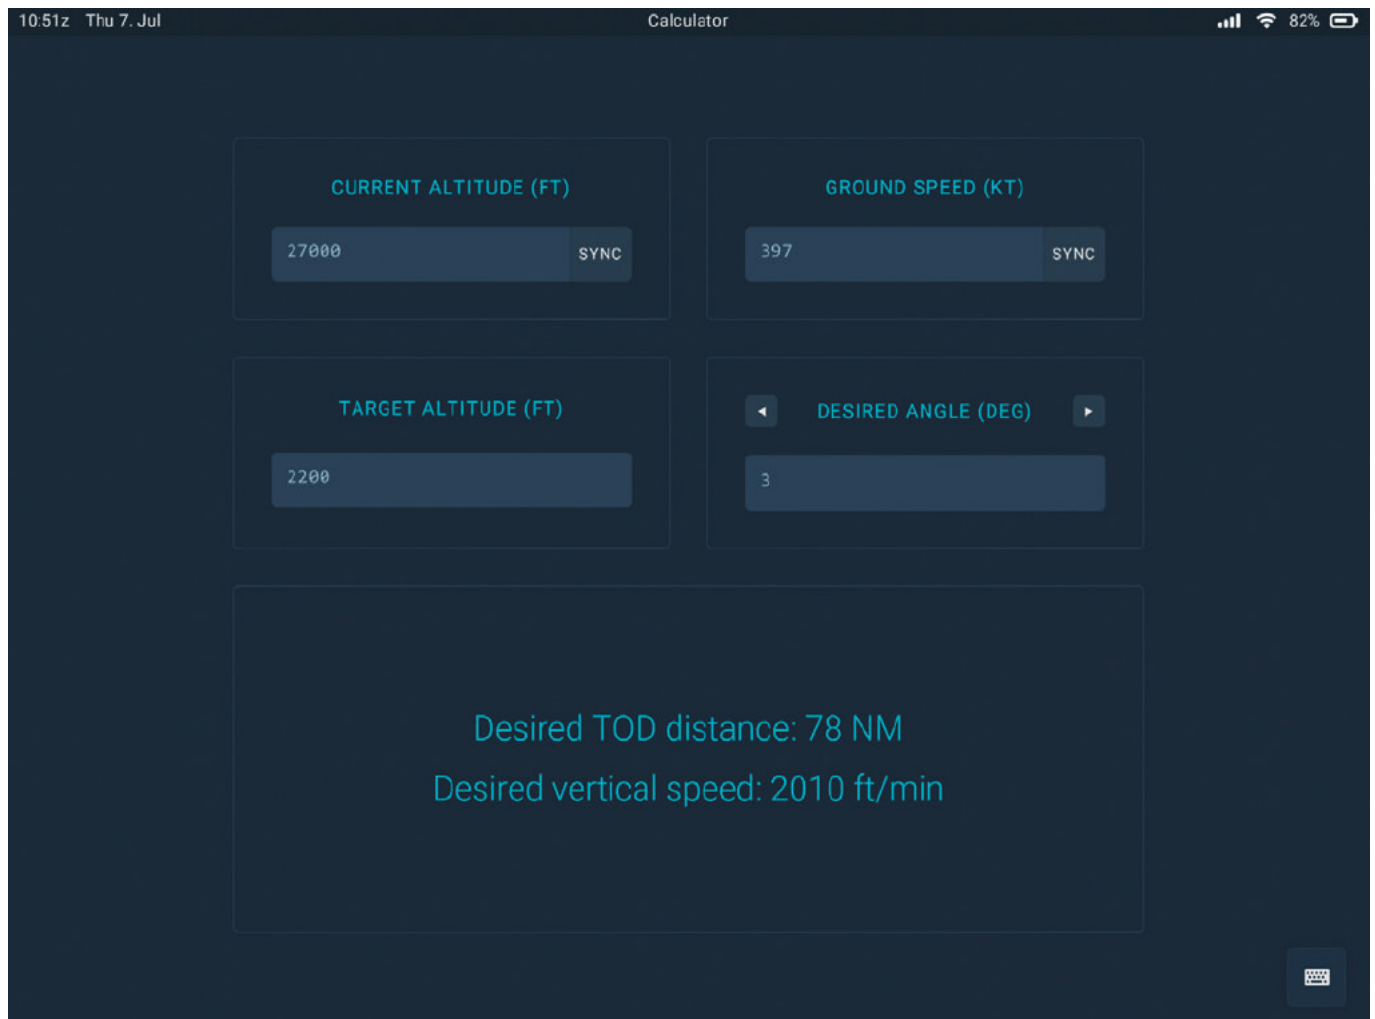 10:51z Thu 7. Jul Calculator 82%
CURRENT ALTITUDE (FT)
27000 SYNC
GROUND SPEED (KT)
397 SYNC
TARGET ALTITUDE (FT)
2200
DESIRED ANGLE (DEG)
3
Desired TOD distance: 78 NM
Desired vertical speed: 2010 ft/min